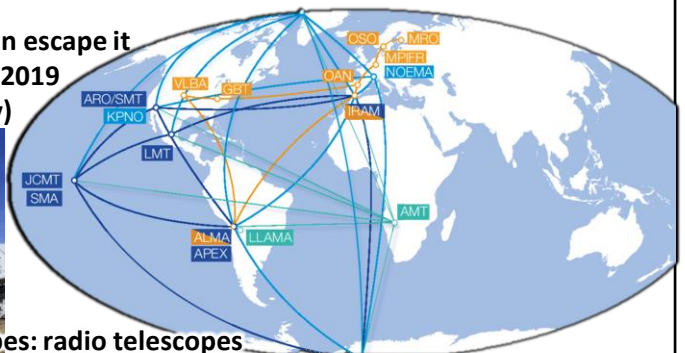 n escape it
2019
)
OSO
MRO
MPIFR
NOEMA
OAN
VLBA
GBT
ARO/SMT
KPNO
IRAM
LMT
JCMT
SMA
AMT
ALMA
LLAMA
APEX
pes: radio telescopes